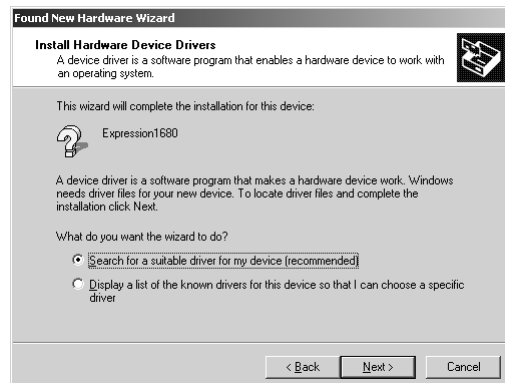 Found New Hardware Wizard
Install Hardware Device Drivers
A device driver is a software program that enables a hardware device to work with
an operating system.
This wizard will complete the installation for this device:
Expression1680
A device driver is a software program that makes a hardware device work. Windows
needs driver files for your new device. To locate driver files and complete the
installation click Next.
What do you want the wizard to do?
Search for a suitable driver for my device (recommended)
Display a list of the known drivers for this device so that I can choose a specific
driver
< Back
Next >
Cancel